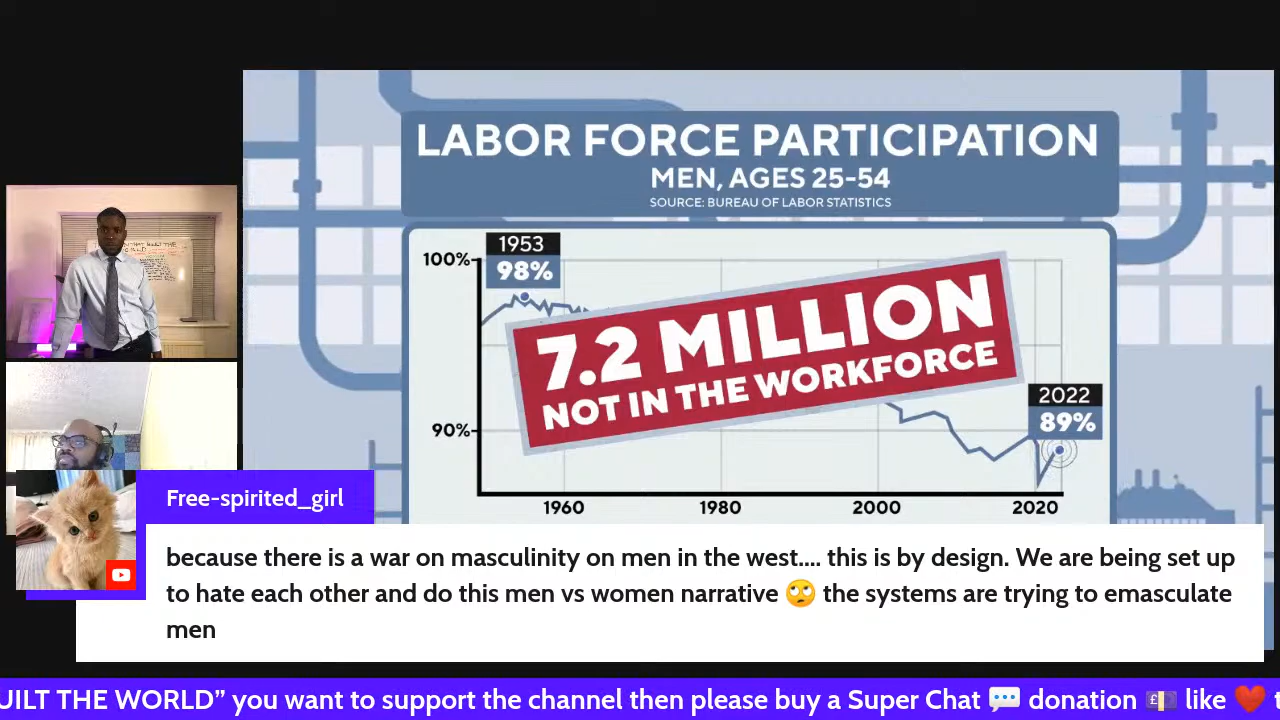 LABOR FORCE PARTICIPATION
MEN, AGES 25-54
SOURCE: BUREAU OF LABOR STATISTICS
1953
98%
100%
7.2 MILLION
NOT IN THE WORKFORCE
2022
89%
90%
1960 1980 2000 2020
Free-spirited_girl
because there is a war on masculinity on men in the west.... this is by design. We are being set up
to hate each other and do this men vs women narrative 🙄 the systems are trying to emasculate
men
UILT THE WORLD” you want to support the channel then please buy a Super Chat 💬 donation 💷 like ❤️ t